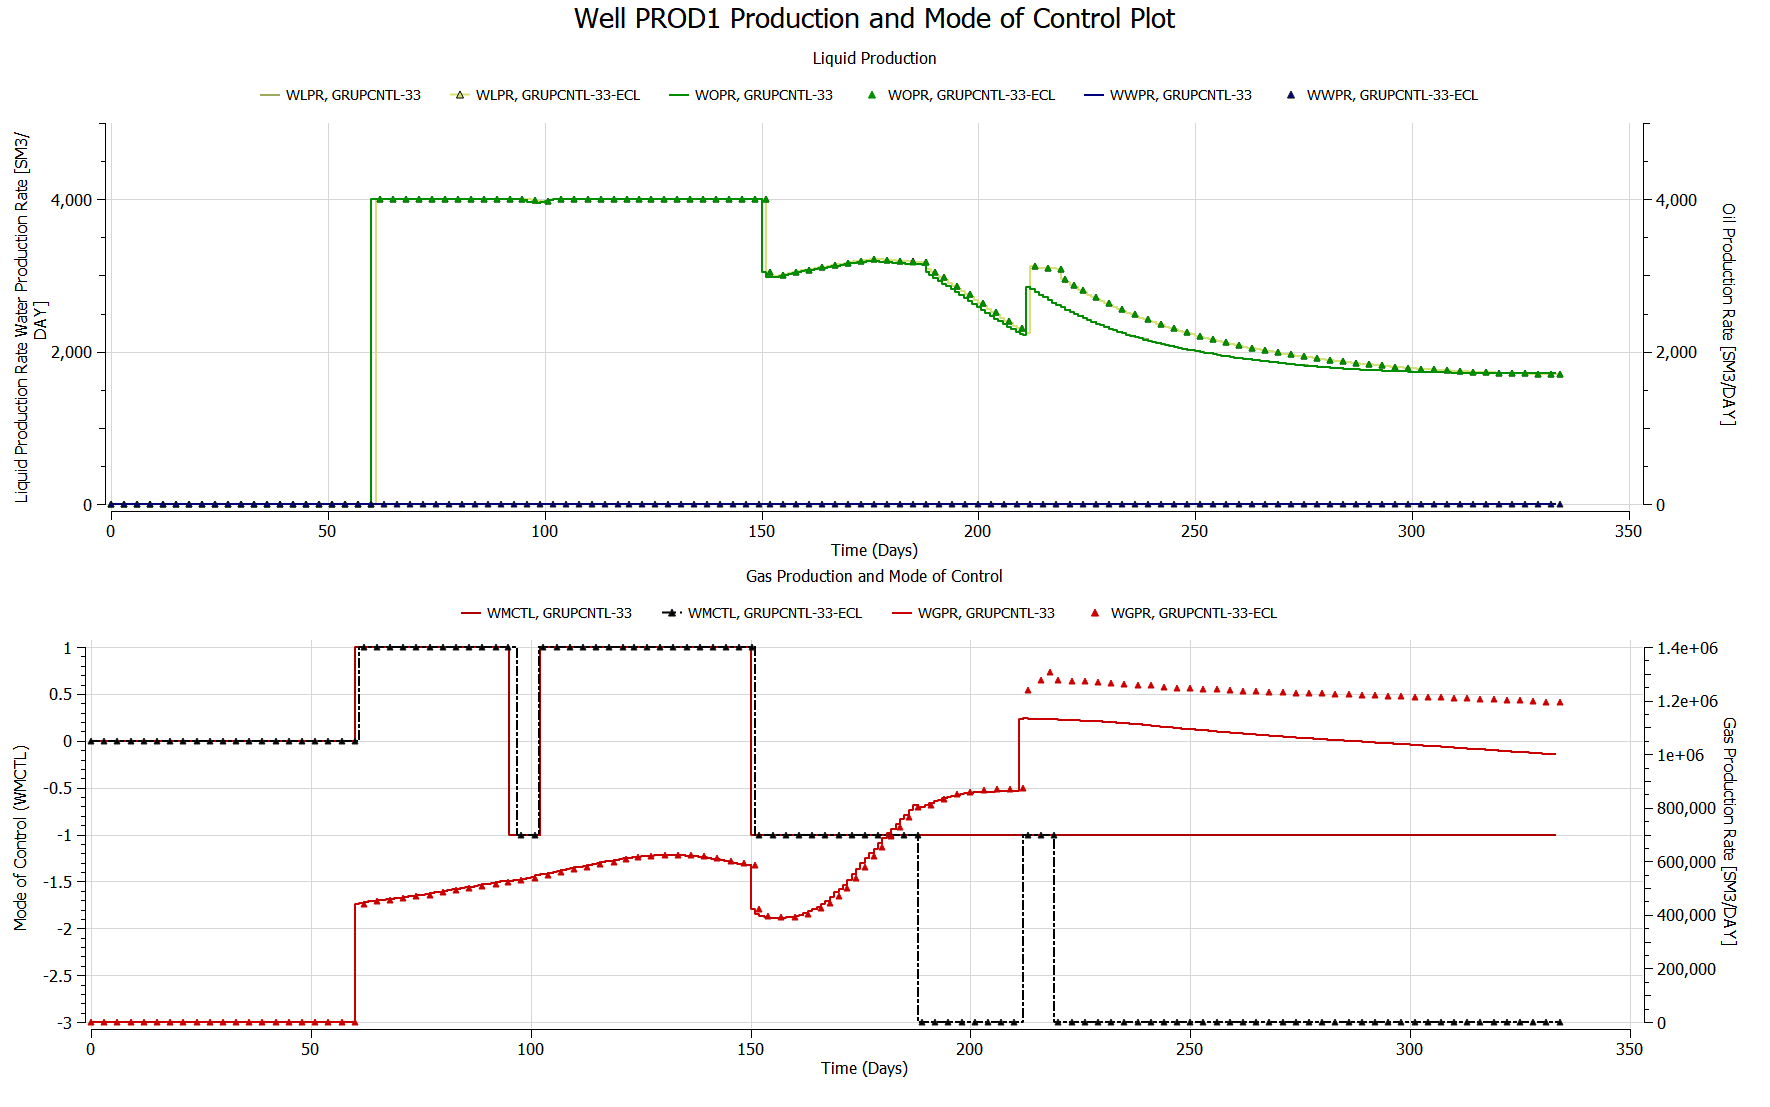 Well PROD1 Production and Mode of Control Plot
Liquid Production
WLPR, GRUPCNTL-33
WLPR, GRUPCNTL-33-ECL
WOPR, GRUPCNTL-33
WOPR, GRUPCNTL-33-ECL
WWPR, GRUPCNTL-33
WWPR, GRUPCNTL-33-ECL
Liquid Production Rate Water Production Rate [SM3/
DAY]
4,000
2,000
0
4,000
2,000
0
Oil Production Rate [SM3/DAY]
0
50
100
150
200
250
300
350
Time (Days)
Gas Production and Mode of Control
WMCTL, GRUPCNTL-33
WMCTL, GRUPCNTL-33-ECL
WGPR, GRUPCNTL-33
WGPR, GRUPCNTL-33-ECL
Mode of Control (WMCTL)
1
0.5
0
-0.5
-1
-1.5
-2
-2.5
-3
1.4e+06
1.2e+06
1e+06
800,000
600,000
400,000
200,000
0
Gas Production Rate [SM3/DAY]
0
50
100
150
200
250
300
350
Time (Days)